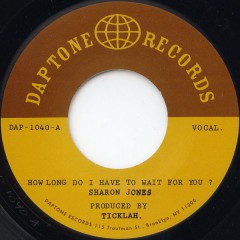 DAPTONE RECORDS
DAP-1040-A VOCAL.
HOW LONG DO I HAVE TO WAIT FOR YOU ?
SHARON JONES
PRODUCED BY
TICKLAH.
DAPTONE RECORDS 115 Troutman St., Brooklyn, NY 11206